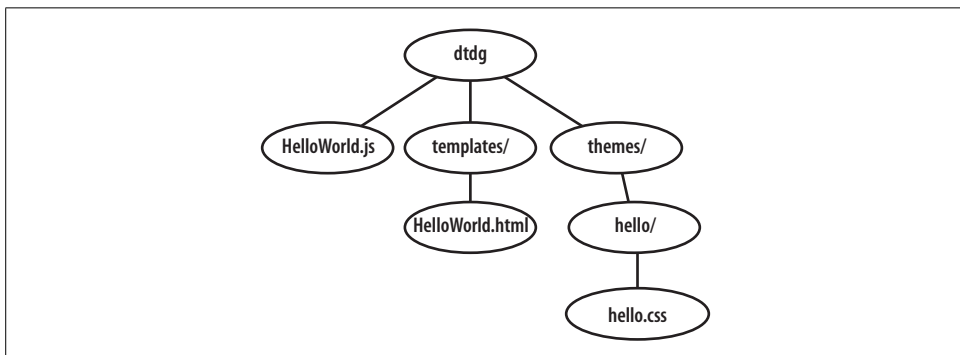 dtdg
HelloWorld.js
templates/
themes/
HelloWorld.html
hello/
hello.css